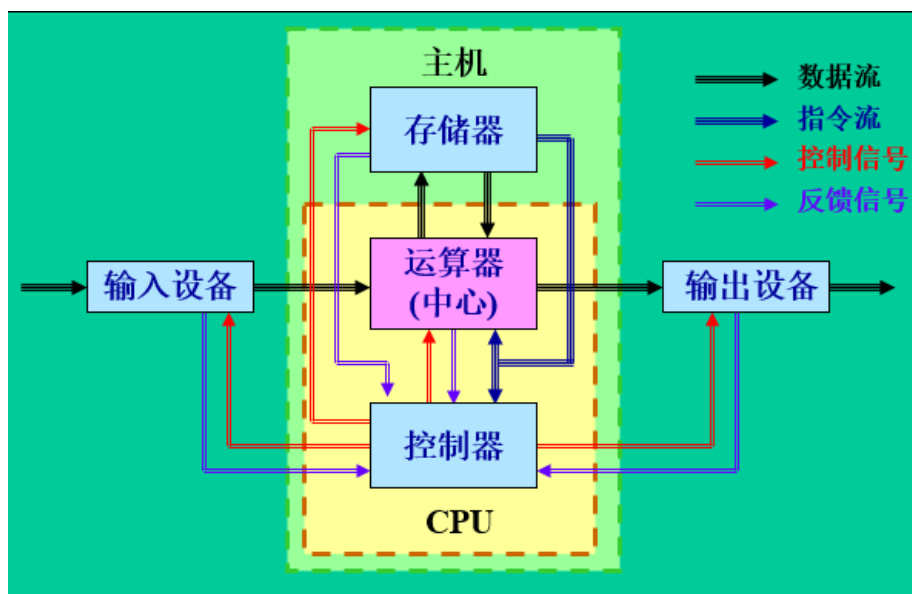 主机
存储器
数据流
指令流
控制信号
反馈信号
输入设备
运算器
(中心)
输出设备
控制器
CPU